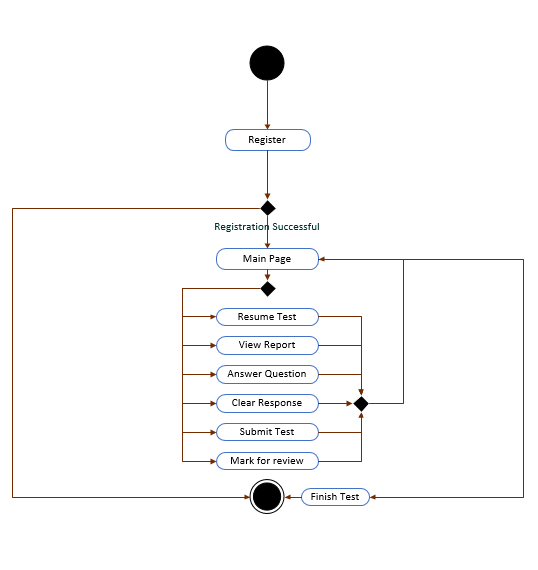 Register
Registration Successful
Main Page
Resume Test
View Report
Answer Question
Clear Response
Submit Test
Mark for review
Finish Test